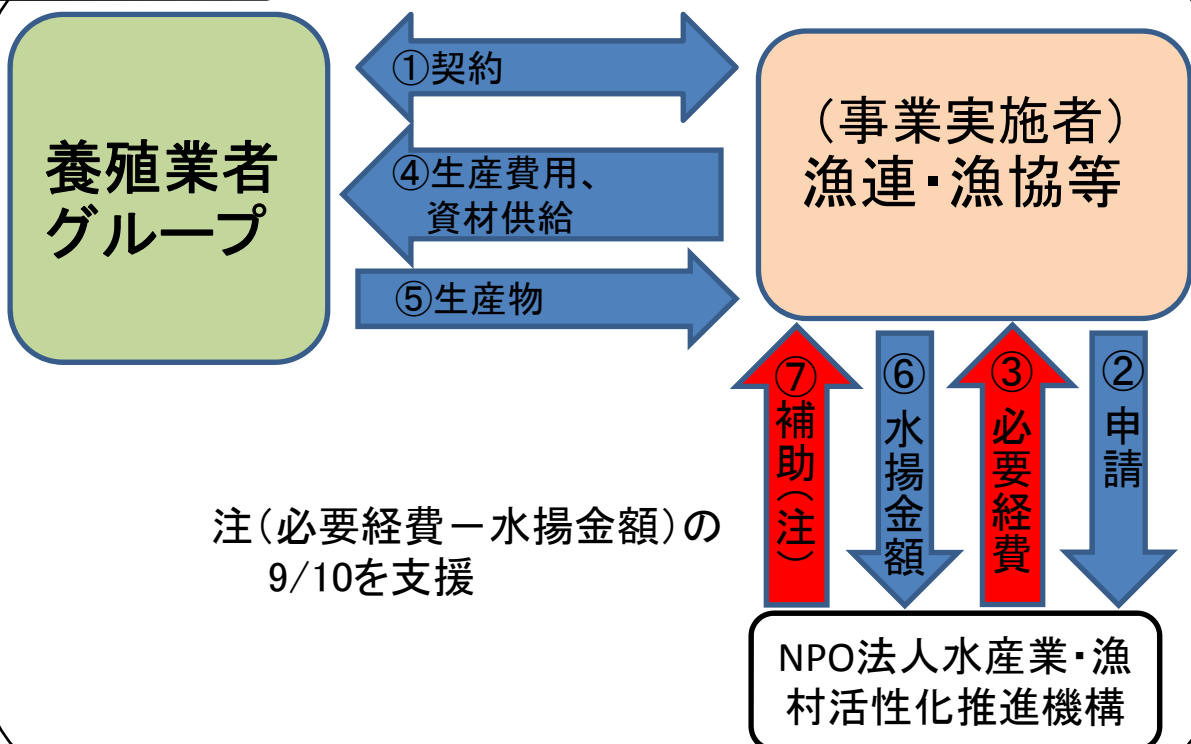 ①契約
養殖業者
グループ
(事業実施者)
漁連・漁協等
④生産費用、
資材供給
⑤生産物
⑦補助(注)
⑥水揚金額
③必要経費
②申請
注(必要経費－水揚金額)の
9/10を支援
NPO法人水産業・漁
村活性化推進機構